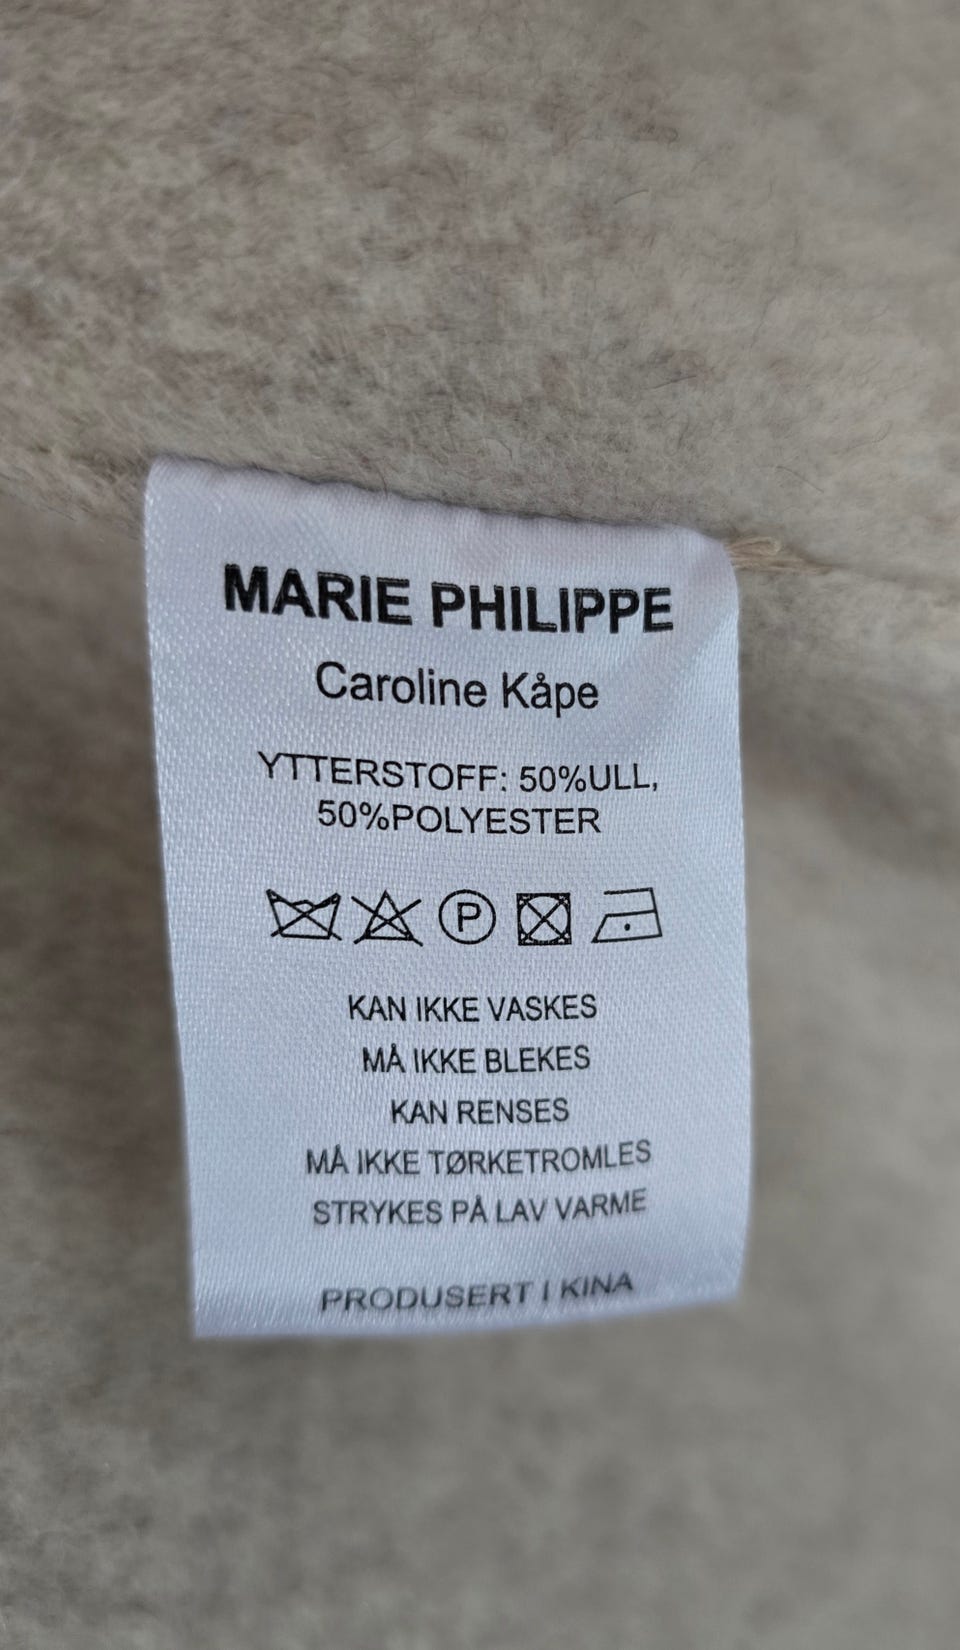 MARIE PHILIPPE
Caroline Kåpe
YTTERSTOFF: 50%ULL,
50%POLYESTER
P
KAN IKKE VASKES
MÅ IKKE BLEKES
KAN RENSES
MÅ IKKE TØRKETROMLES
STRYKES PÅ LAV VARME
PRODUSERT I KINA